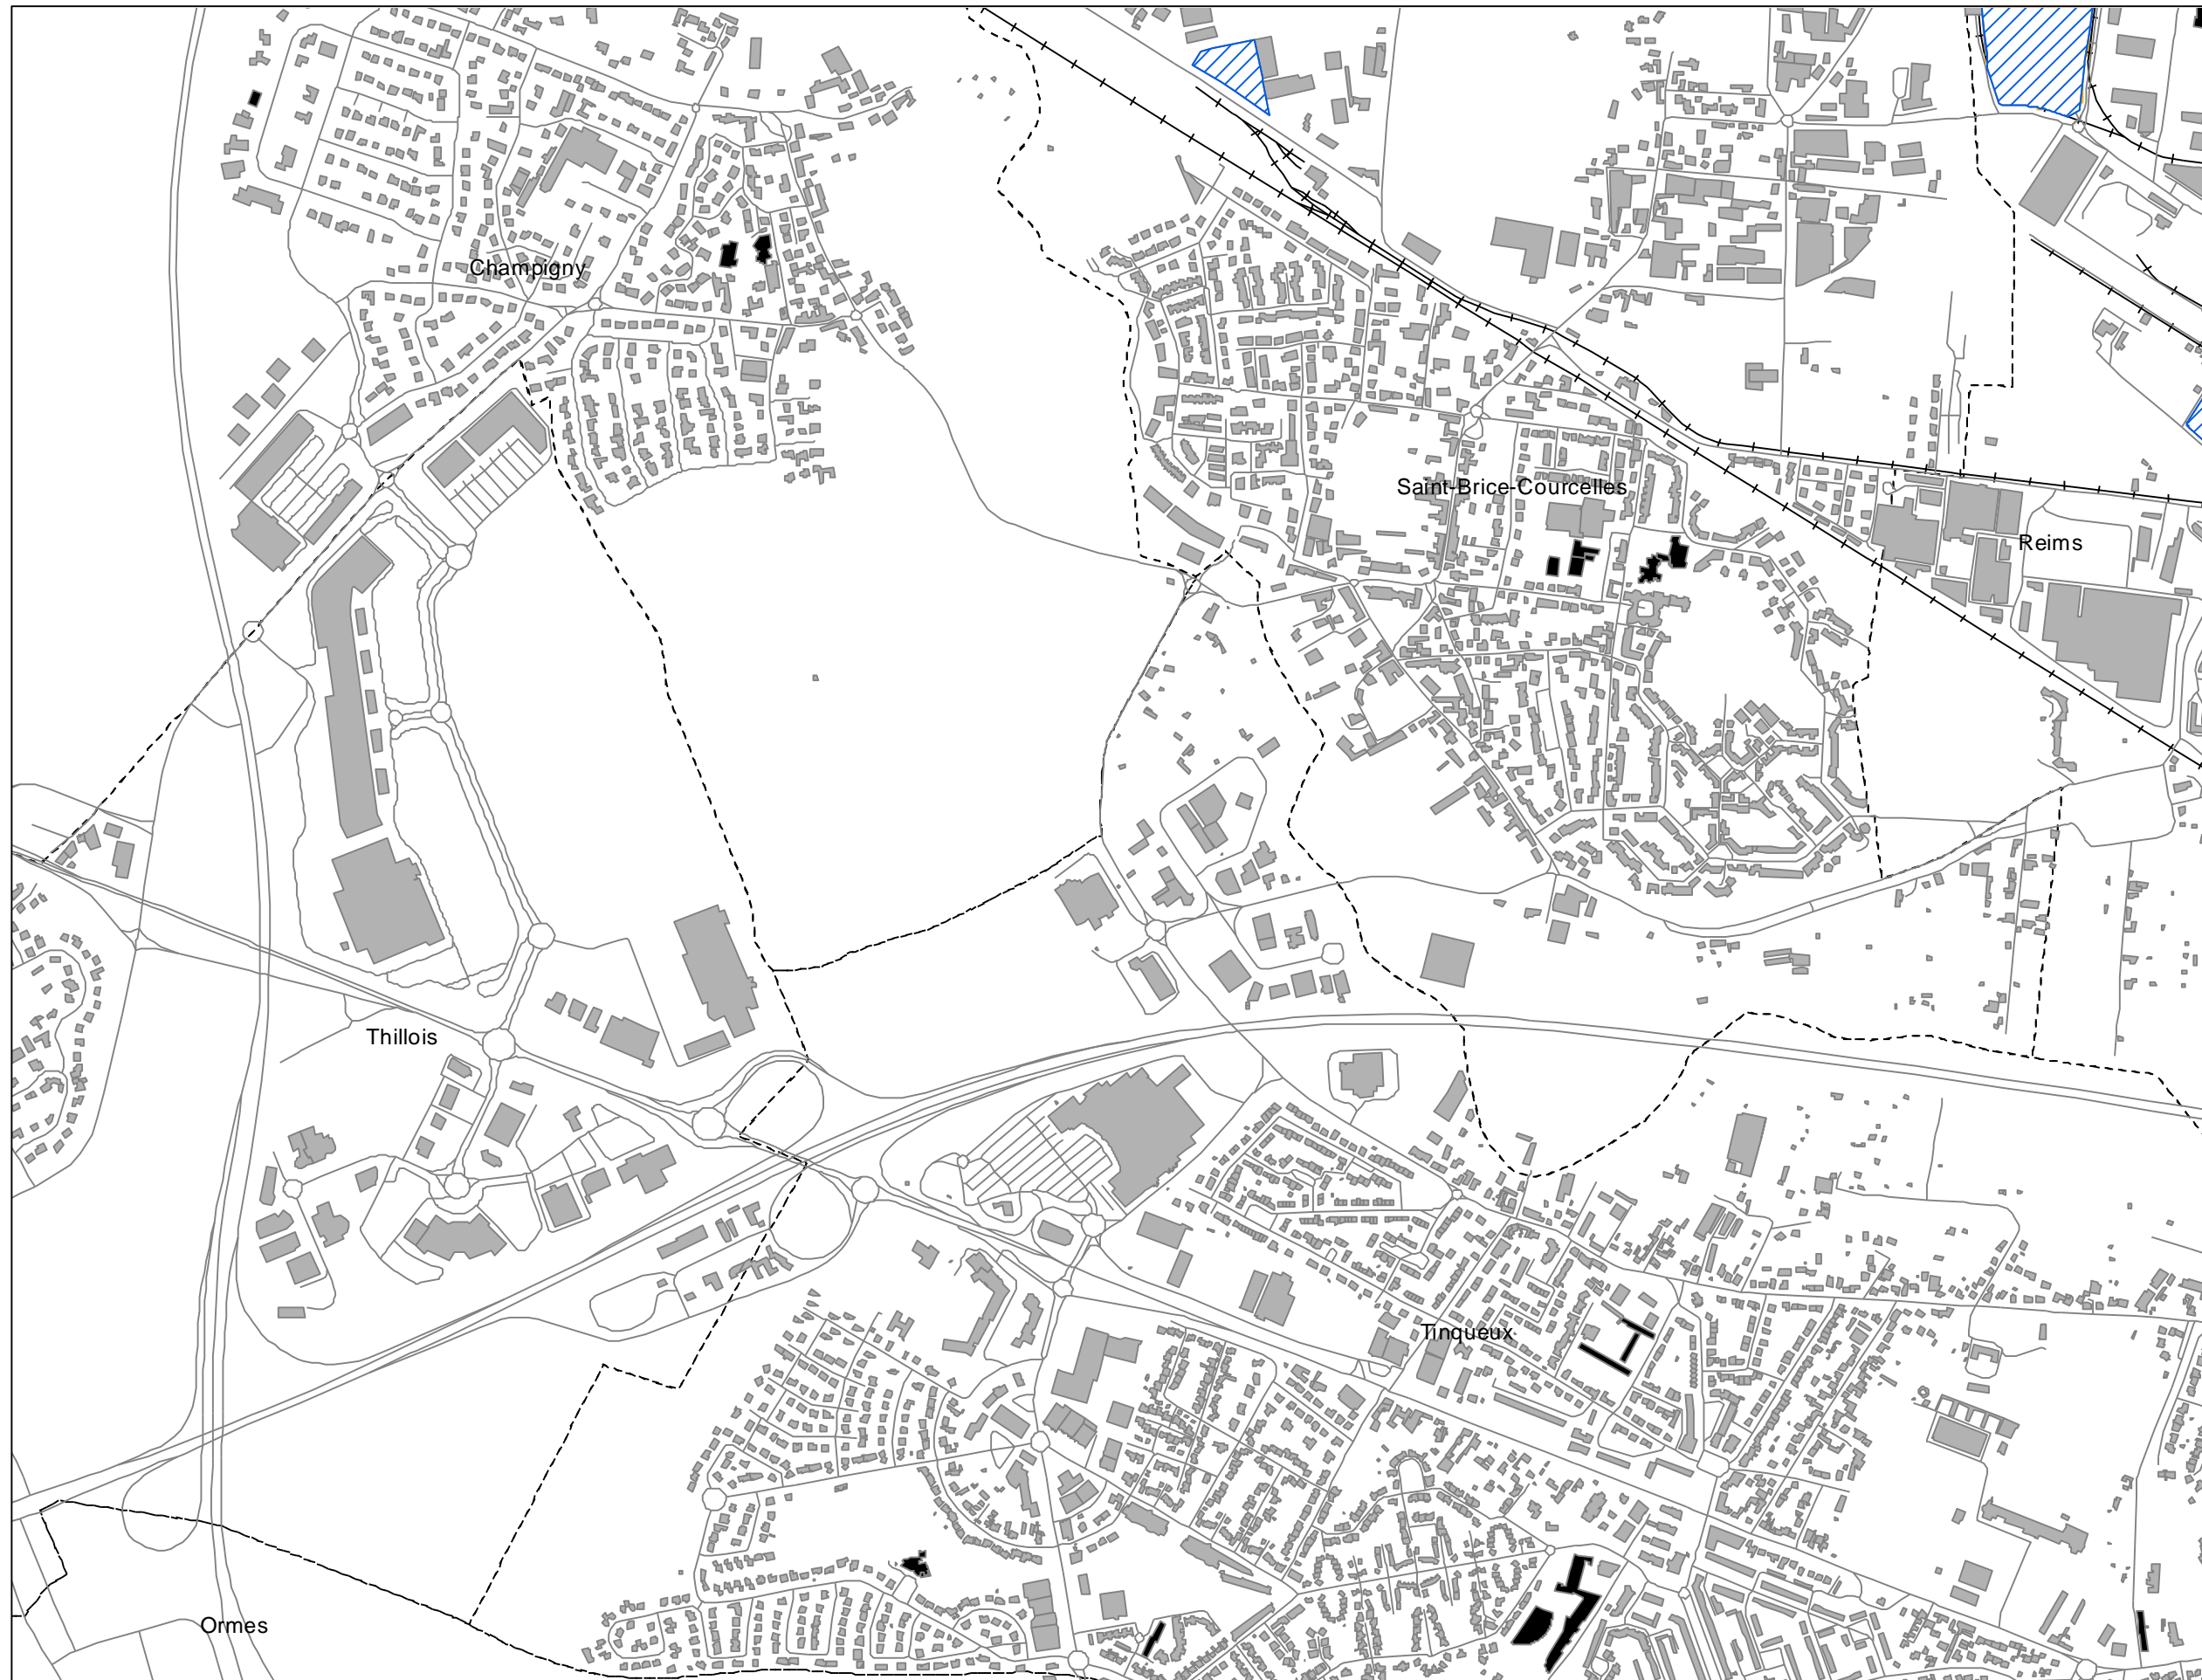 Champigny
Saint-Brice-Courcelles
Reims
Thillois
Tinqueux
Ormes